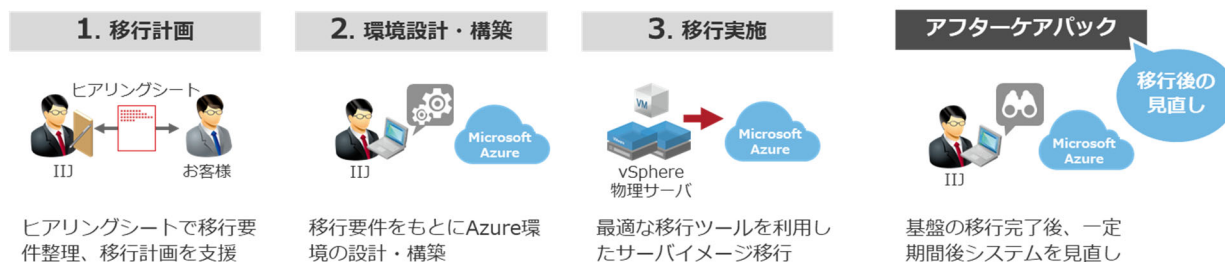 1. 移行計画
ヒアリングシート
IIJ
お客様
ヒアリングシートで移行要
件整理、移行計画を支援
2. 環境設計・構築
Microsoft
Azure
IIJ
移行要件をもとにAzure環
境の設計・構築
3. 移行実施
VM
Microsoft
Azure
vSphere
物理サーバ
最適な移行ツールを利用し
たサーバイメージ移行
アフターケアパック
移行後の
見直し
Microsoft
Azure
IIJ
基盤の移行完了後、一定
期間後システムを見直し